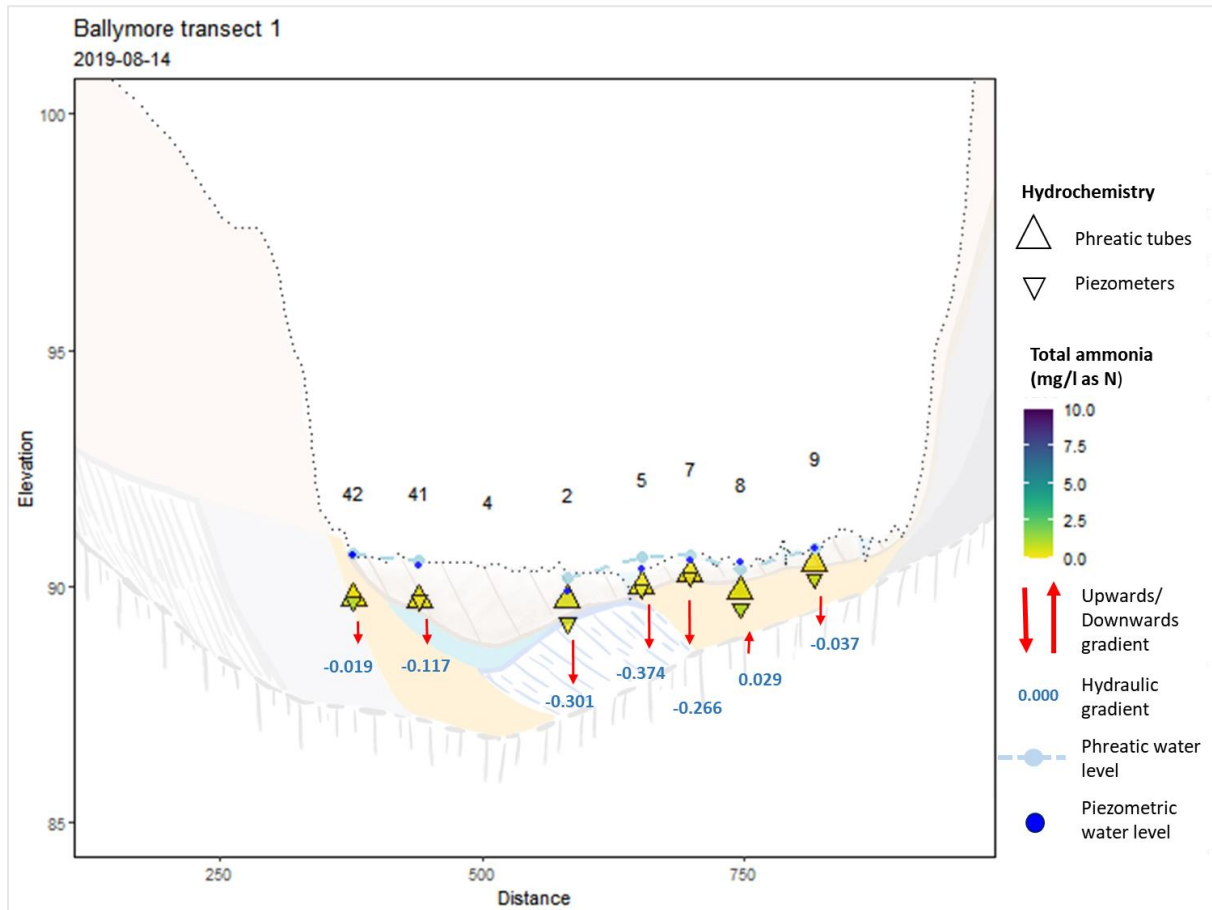 Ballymore transect 1
2019-08-14
100
95
90
85
Elevation
42
41
4
2
5
7
8
9
-0.019
-0.117
-0.301
-0.374
-0.266
0.029
-0.037
250
500
750
Distance
Hydrochemistry
Phreatic tubes
Piezometers
Total ammonia
(mg/l as N)
10.0
7.5
5.0
2.5
0.0
Upwards/
Downwards
gradient
0.000
Hydraulic
gradient
Phreatic water
level
Piezometric
water level